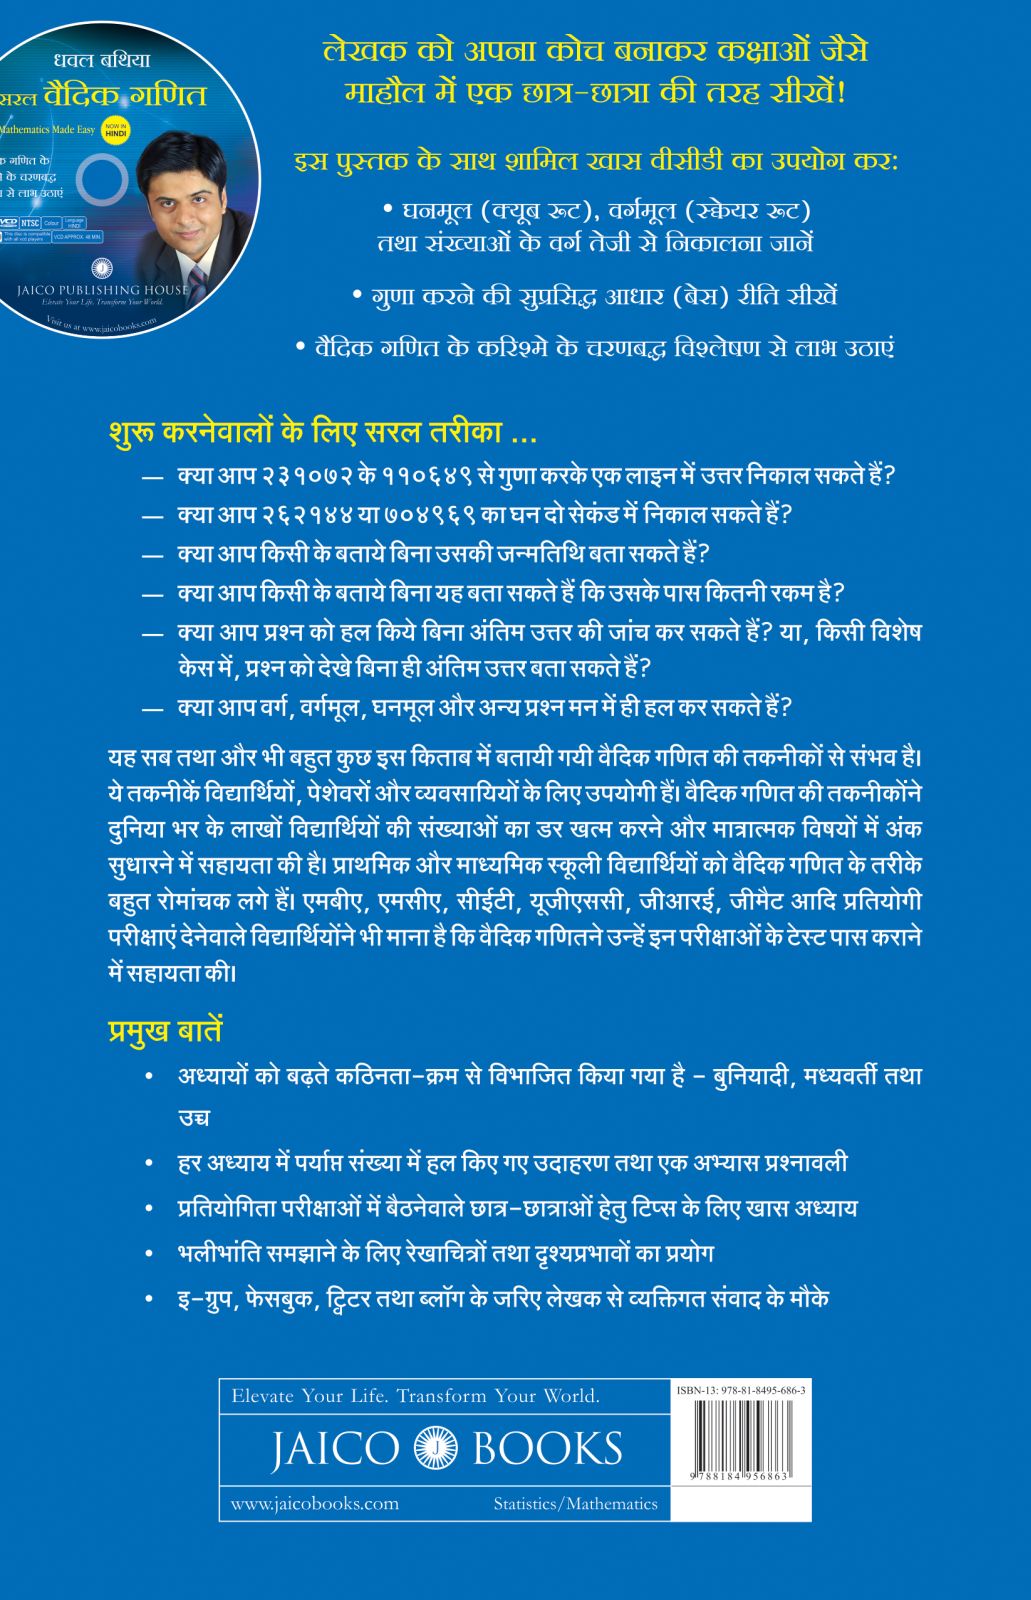 धवल बथिया
सरल वैदिक गणित
Mathematics Made Easy
NOW IN
HINDI
गणित के
के चरणबद्ध
से लाभ उठाएं
VCD NTSC Colour Language
HINDI
This disc is compatible
with all vcd players
VCD APPROX. 48 MIN.
JAICO PUBLISHING HOUSE
Elevate Your Life. Transform Your World.
Visit us at www.jaicobooks.com
लेखक को अपना कोच बनाकर कक्षाओं जैसे
माहौल में एक छात्र-छात्रा की तरह सीखें!
इस पुस्तक के साथ शामिल खास वीसीडी का उपयोग कर:
• घनमूल (क्यूब रूट), वर्गमूल (स्क्वेयर रूट)
तथा संख्याओं के वर्ग तेजी से निकालना जानें
• गुणा करने की सुप्रसिद्ध आधार (बेस) रीति सीखें
• वैदिक गणित के करिश्मे के चरणबद्ध विश्लेषण से लाभ उठाएं
शुरू करनेवालों के लिए सरल तरीका ...
— क्या आप २३१०७२ के ११०६४९ से गुणा करके एक लाइन में उत्तर निकाल सकते हैं?
— क्या आप २६२१४४ या ७०४९६९ का घन दो सेकंड में निकाल सकते हैं?
— क्या आप किसी के बताये बिना उसकी जन्मतिथि बता सकते हैं?
— क्या आप किसी के बताये बिना यह बता सकते हैं कि उसके पास कितनी रकम है?
— क्या आप प्रश्न को हल किये बिना अंतिम उत्तर की जांच कर सकते हैं? या, किसी विशेष
केस में, प्रश्न को देखे बिना ही अंतिम उत्तर बता सकते हैं?
— क्या आप वर्ग, वर्गमूल, घनमूल और अन्य प्रश्न मन में ही हल कर सकते हैं?
यह सब तथा और भी बहुत कुछ इस किताब में बतायी गयी वैदिक गणित की तकनीकों से संभव है।
ये तकनीकें विद्यार्थियों, पेशेवरों और व्यवसायियों के लिए उपयोगी हैं। वैदिक गणित की तकनीकोंने
दुनिया भर के लाखों विद्यार्थियों की संख्याओं का डर खत्म करने और मात्रात्मक विषयों में अंक
सुधारने में सहायता की है। प्राथमिक और माध्यमिक स्कूली विद्यार्थियों को वैदिक गणित के तरीके
बहुत रोमांचक लगे हैं। एमबीए, एमसीए, सीईटी, यूजीएससी, जीआरई, जीमैट आदि प्रतियोगी
परीक्षाएं देनेवाले विद्यार्थियोंने भी माना है कि वैदिक गणितने उन्हें इन परीक्षाओं के टेस्ट पास कराने
में सहायता की।
प्रमुख बातें
• अध्यायों को बढ़ते कठिनता-क्रम से विभाजित किया गया है - बुनियादी, मध्यवर्ती तथा
उच्च
• हर अध्याय में पर्याप्त संख्या में हल किए गए उदाहरण तथा एक अभ्यास प्रश्नावली
• प्रतियोगिता परीक्षाओं में बैठनेवाले छात्र-छात्राओं हेतु टिप्स के लिए खास अध्याय
• भलीभांति समझाने के लिए रेखाचित्रों तथा दृश्यप्रभावों का प्रयोग
• इ-ग्रुप, फेसबुक, ट्विटर तथा ब्लॉग के जरिए लेखक से व्यक्तिगत संवाद के मौके
Elevate Your Life. Transform Your World.
JAICO J BOOKS
www.jaicobooks.com Statistics/Mathematics
ISBN-13: 978-81-8495-686-3
9 788184 956863